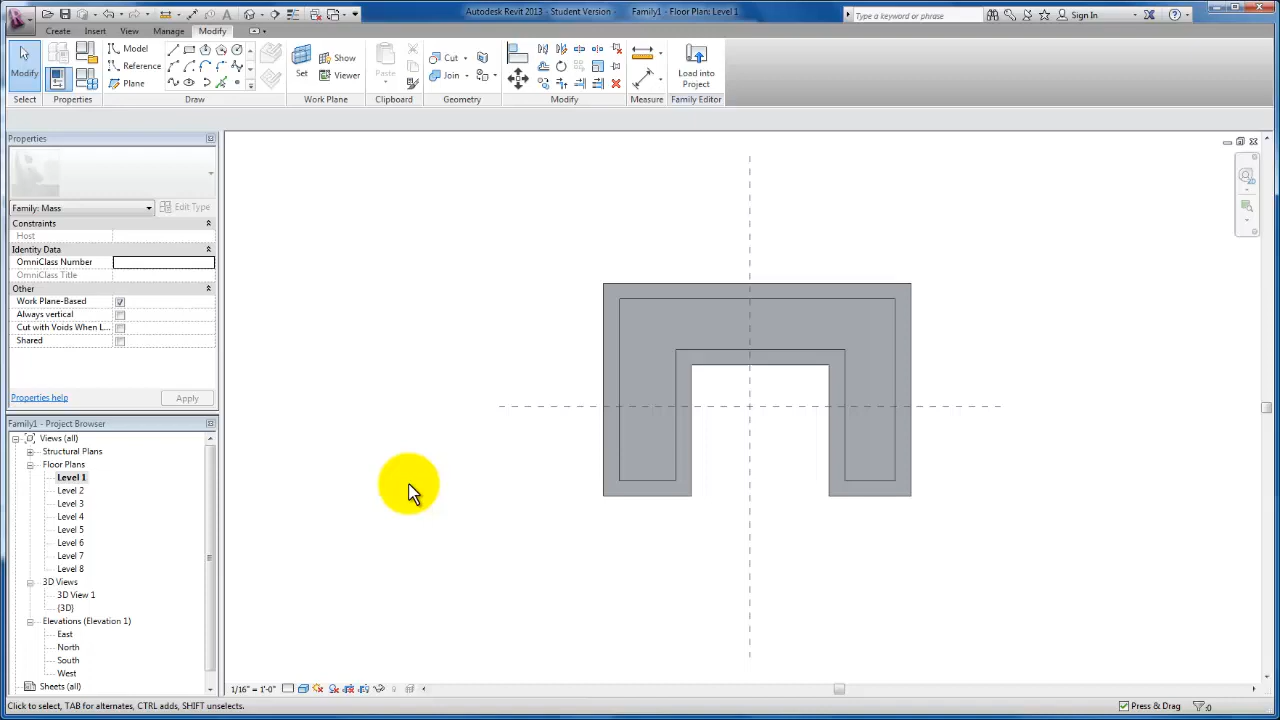 Autodesk Revit 2013 - Student Version - Family1 - Floor Plan: Level 1
Type a keyword or phrase
Sign In
Create Insert View Manage Modify
Modify
Model
Reference
Plane
Set
Show
Viewer
Paste
Cut
Join
Load into
Project
Select Properties Draw Work Plane Clipboard Geometry Modify Measure Family Editor
Properties
Family: Mass
Edit Type
Constraints
Host
Identity Data
OmniClass Number
OmniClass Title
Other
Work Plane-Based
Always vertical
Cut with Voids When L...
Shared
Properties help
Apply
Family1 - Project Browser
Views (all)
Structural Plans
Floor Plans
Level 1
Level 2
Level 3
Level 4
Level 5
Level 6
Level 7
Level 8
3D Views
3D View 1
{3D}
Elevations (Elevation 1)
East
North
South
West
Sheets (all)
1/16" = 1'-0"
Click to select, TAB for alternates, CTRL adds, SHIFT unselects.
Press & Drag
:0